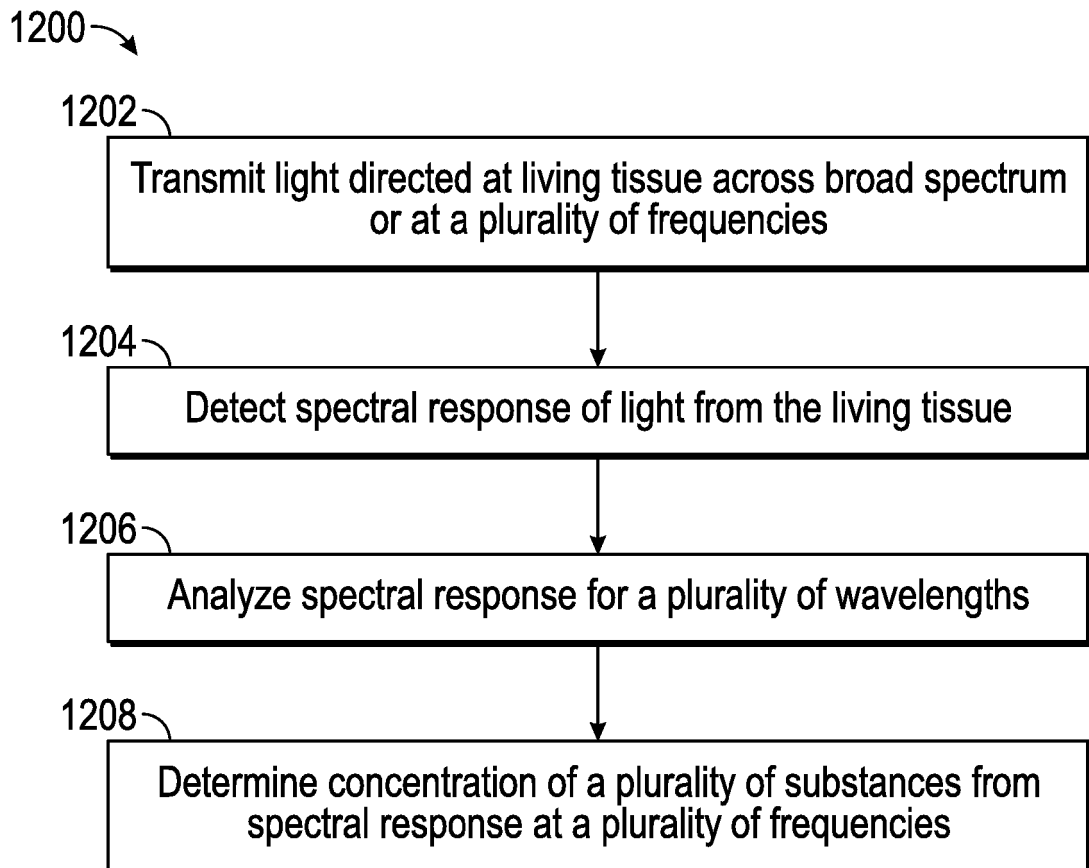 1200
1202
Transmit light directed at living tissue across broad spectrum
or at a plurality of frequencies
1204
Detect spectral response of light from the living tissue
1206
Analyze spectral response for a plurality of wavelengths
1208
Determine concentration of a plurality of substances from
spectral response at a plurality of frequencies